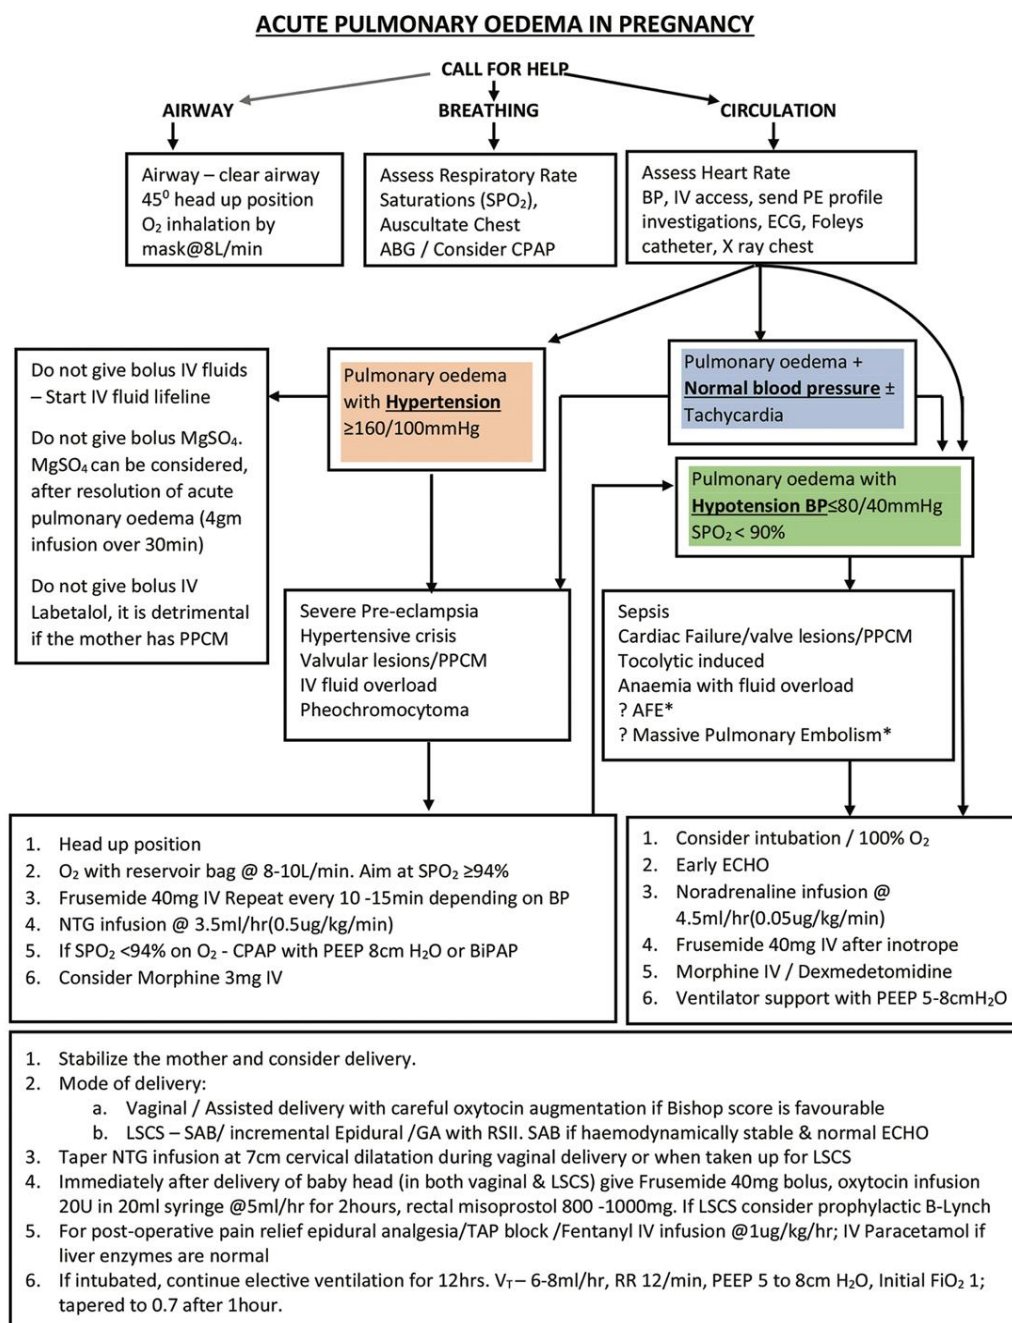 ACUTE PULMONARY OEDEMA IN PREGNANCY
CALL FOR HELP
AIRWAY
BREATHING
CIRCULATION
Airway – clear airway
45⁰ head up position
O₂ inhalation by
mask@8L/min
Assess Respiratory Rate
Saturations (SPO₂),
Auscultate Chest
ABG / Consider CPAP
Assess Heart Rate
BP, IV access, send PE profile
investigations, ECG, Foleys
catheter, X ray chest
Do not give bolus IV fluids
– Start IV fluid lifeline
Do not give bolus MgSO₄.
MgSO₄ can be considered,
after resolution of acute
pulmonary oedema (4gm
infusion over 30min)
Do not give bolus IV
Labetalol, it is detrimental
if the mother has PPCM
Pulmonary oedema
with Hypertension
≥160/100mmHg
Pulmonary oedema +
Normal blood pressure ±
Tachycardia
Pulmonary oedema with
Hypotension BP≤80/40mmHg
SPO₂ < 90%
Severe Pre-eclampsia
Hypertensive crisis
Valvular lesions/PPCM
IV fluid overload
Pheochromocytoma
Sepsis
Cardiac Failure/valve lesions/PPCM
Tocolytic induced
Anaemia with fluid overload
? AFE*
? Massive Pulmonary Embolism*
1. Head up position
2. O₂ with reservoir bag @ 8-10L/min. Aim at SPO₂ ≥94%
3. Frusemide 40mg IV Repeat every 10 -15min depending on BP
4. NTG infusion @ 3.5ml/hr(0.5ug/kg/min)
5. If SPO₂ <94% on O₂ - CPAP with PEEP 8cm H₂O or BiPAP
6. Consider Morphine 3mg IV
1. Consider intubation / 100% O₂
2. Early ECHO
3. Noradrenaline infusion @
4.5ml/hr(0.05ug/kg/min)
4. Frusemide 40mg IV after inotrope
5. Morphine IV / Dexmedetomidine
6. Ventilator support with PEEP 5-8cmH₂O
1. Stabilize the mother and consider delivery.
2. Mode of delivery:
a. Vaginal / Assisted delivery with careful oxytocin augmentation if Bishop score is favourable
b. LSCS – SAB/ incremental Epidural /GA with RSII. SAB if haemodynamically stable & normal ECHO
3. Taper NTG infusion at 7cm cervical dilatation during vaginal delivery or when taken up for LSCS
4. Immediately after delivery of baby head (in both vaginal & LSCS) give Frusemide 40mg bolus, oxytocin infusion
20U in 20ml syringe @5ml/hr for 2hours, rectal misoprostol 800 -1000mg. If LSCS consider prophylactic B-Lynch
5. For post-operative pain relief epidural analgesia/TAP block /Fentanyl IV infusion @1ug/kg/hr; IV Paracetamol if
liver enzymes are normal
6. If intubated, continue elective ventilation for 12hrs. V<sub>T</sub> – 6-8ml/hr, RR 12/min, PEEP 5 to 8cm H₂O, Initial FiO₂ 1;
tapered to 0.7 after 1hour.